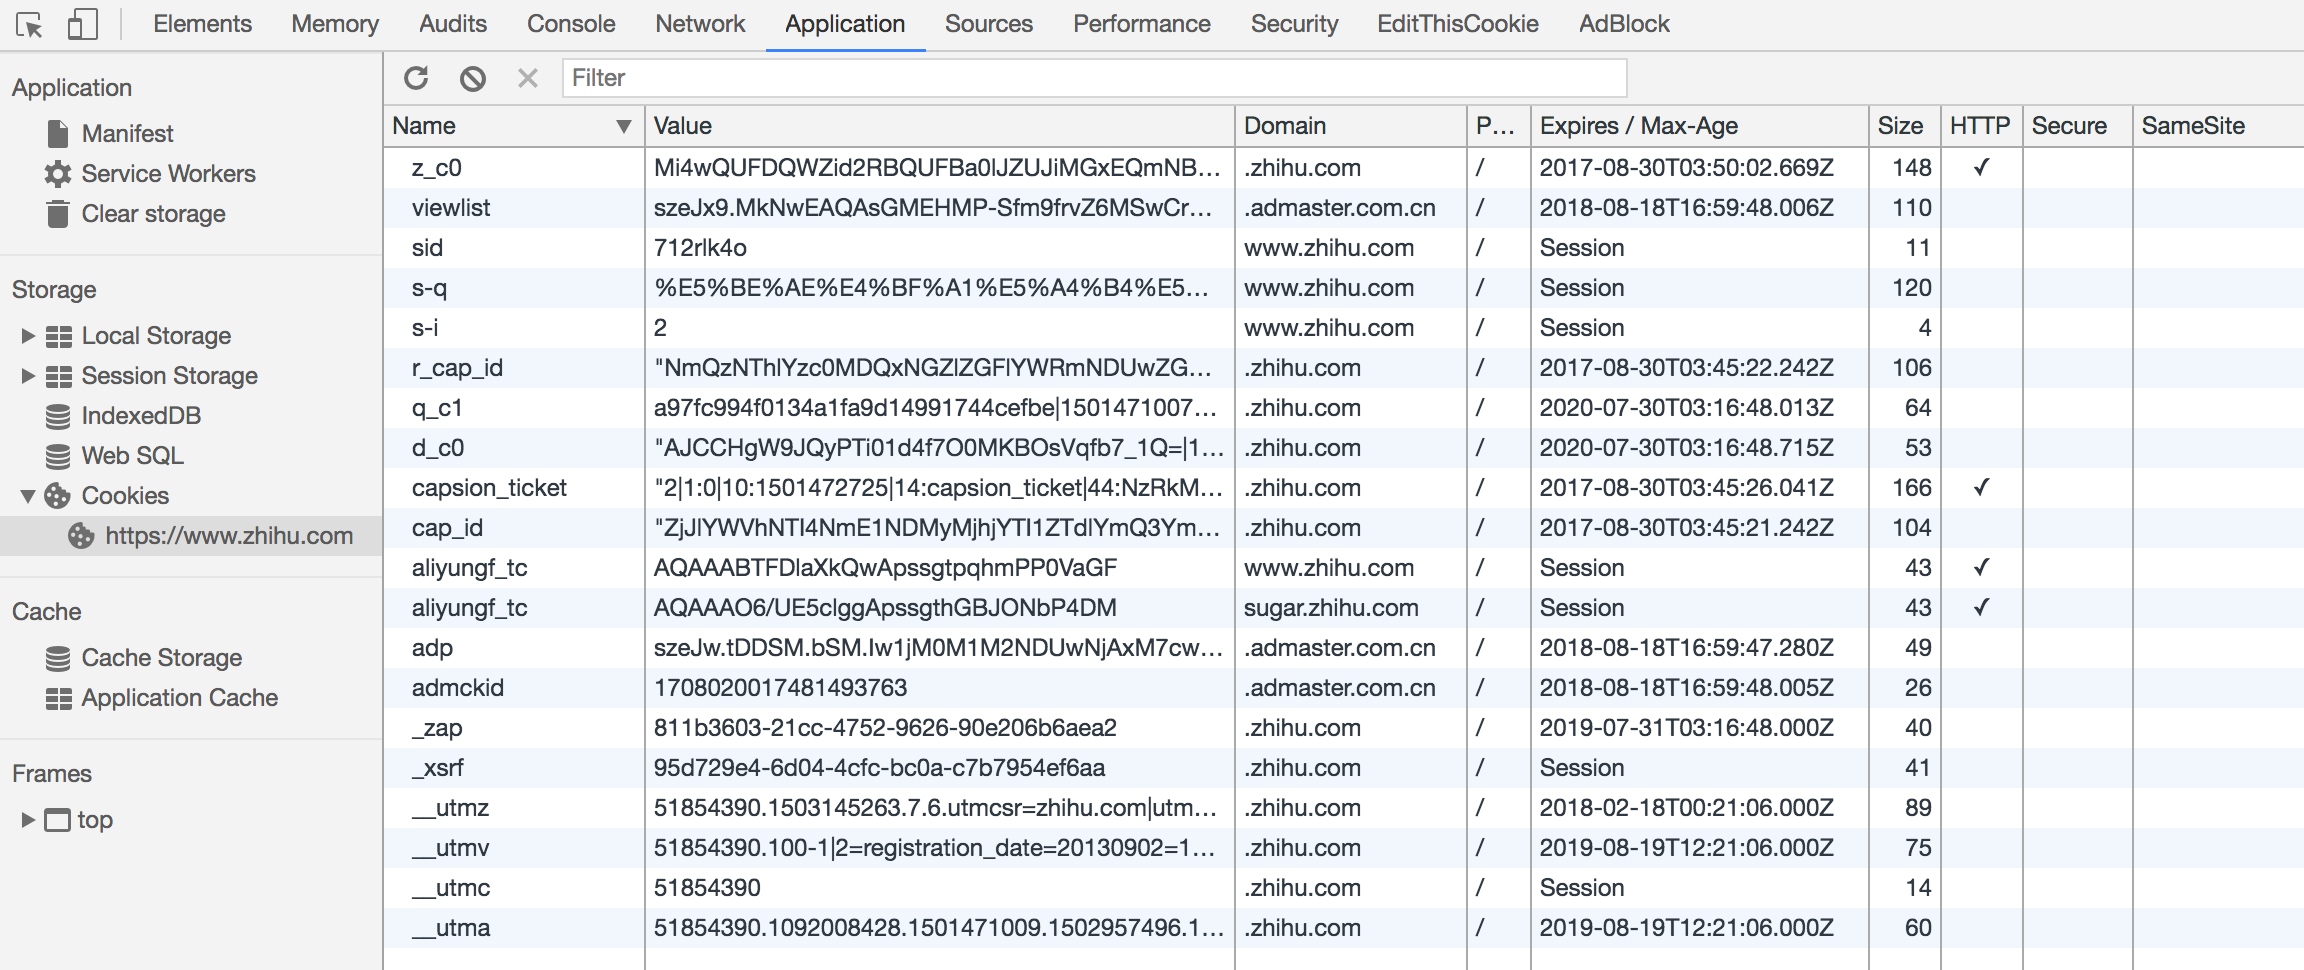 Elements Memory Audits Console Network Application Sources Performance Security EditThisCookie AdBlock
Application
Manifest
Service Workers
Clear storage
Storage
Local Storage
Session Storage
IndexedDB
Web SQL
Cookies
https://www.zhihu.com
Cache
Cache Storage
Application Cache
Frames
top
Filter
Name Value Domain P... Expires / Max-Age Size HTTP Secure SameSite
z_c0 Mi4wQUFDQWZid2RBQUFBa0lJZUJiMGxEQmNB... .zhihu.com / 2017-08-30T03:50:02.669Z 148 ✓
viewlist szeJx9.MkNwEAQAsGMEHMP-Sfm9frvZ6MSwCr... .admaster.com.cn / 2018-08-18T16:59:48.006Z 110
sid 712rlk4o www.zhihu.com / Session 11
s-q %E5%BE%AE%E4%BF%A1%E5%A4%B4%E5... www.zhihu.com / Session 120
s-i 2 www.zhihu.com / Session 4
r_cap_id "NmQzNThlYzc0MDQxNGZlZGFlYWRmNDUwZG... .zhihu.com / 2017-08-30T03:45:22.242Z 106
q_c1 a97fc994f0134a1fa9d14991744cefbe|1501471007... .zhihu.com / 2020-07-30T03:16:48.013Z 64
d_c0 "AJCCHgW9JQyPTi01d4f7O0MKBOsVqfb7_1Q=|1... .zhihu.com / 2020-07-30T03:16:48.715Z 53
capsion_ticket "2|1:0|10:1501472725|14:capsion_ticket|44:NzRkM... .zhihu.com / 2017-08-30T03:45:26.041Z 166 ✓
cap_id "ZjJlYWVhNTI4NmE1NDMyMjhjYTI1ZTdlYmQ3Ym... .zhihu.com / 2017-08-30T03:45:21.242Z 104
aliyungf_tc AQAAABTFDlaXkQwApssgtpqhmPP0VaGF www.zhihu.com / Session 43 ✓
aliyungf_tc AQAAAO6/UE5clggApssgthGBJONbP4DM sugar.zhihu.com / Session 43 ✓
adp szeJw.tDDSM.bSM.Iw1jM0M1M2NDUwNjAxM7cw... .admaster.com.cn / 2018-08-18T16:59:47.280Z 49
admckid 1708020017481493763 .admaster.com.cn / 2018-08-18T16:59:48.005Z 26
_zap 811b3603-21cc-4752-9626-90e206b6aea2 .zhihu.com / 2019-07-31T03:16:48.000Z 40
_xsrf 95d729e4-6d04-4cfc-bc0a-c7b7954ef6aa .zhihu.com / Session 41
__utmz 51854390.1503145263.7.6.utmcsr=zhihu.com|utm... .zhihu.com / 2018-02-18T00:21:06.000Z 89
__utmv 51854390.100-1|2=registration_date=20130902=1... .zhihu.com / 2019-08-19T12:21:06.000Z 75
__utmc 51854390 .zhihu.com / Session 14
__utma 51854390.1092008428.1501471009.1502957496.1... .zhihu.com / 2019-08-19T12:21:06.000Z 60